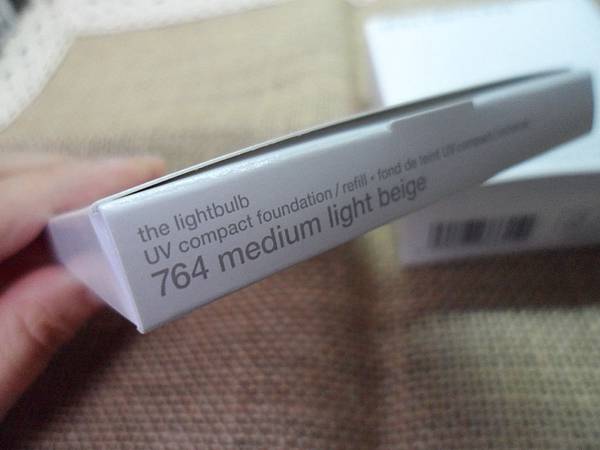 the lightbulb
UV compact foundation / refill • fond de teint UV compact /
764 medium light beige